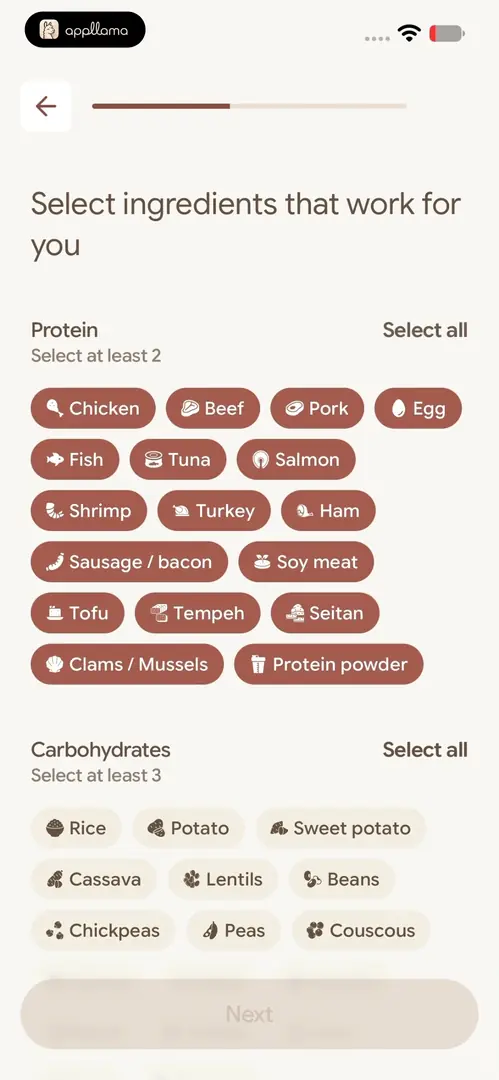 appllama
Select ingredients that work for
you
Protein
Select all
Select at least 2
Chicken Beef Pork Egg
Fish Tuna Salmon
Shrimp Turkey Ham
Sausage / bacon Soy meat
Tofu Tempeh Seitan
Clams / Mussels Protein powder
Carbohydrates
Select all
Select at least 3
Rice Potato Sweet potato
Cassava Lentils Beans
Chickpeas Peas Couscous
Next